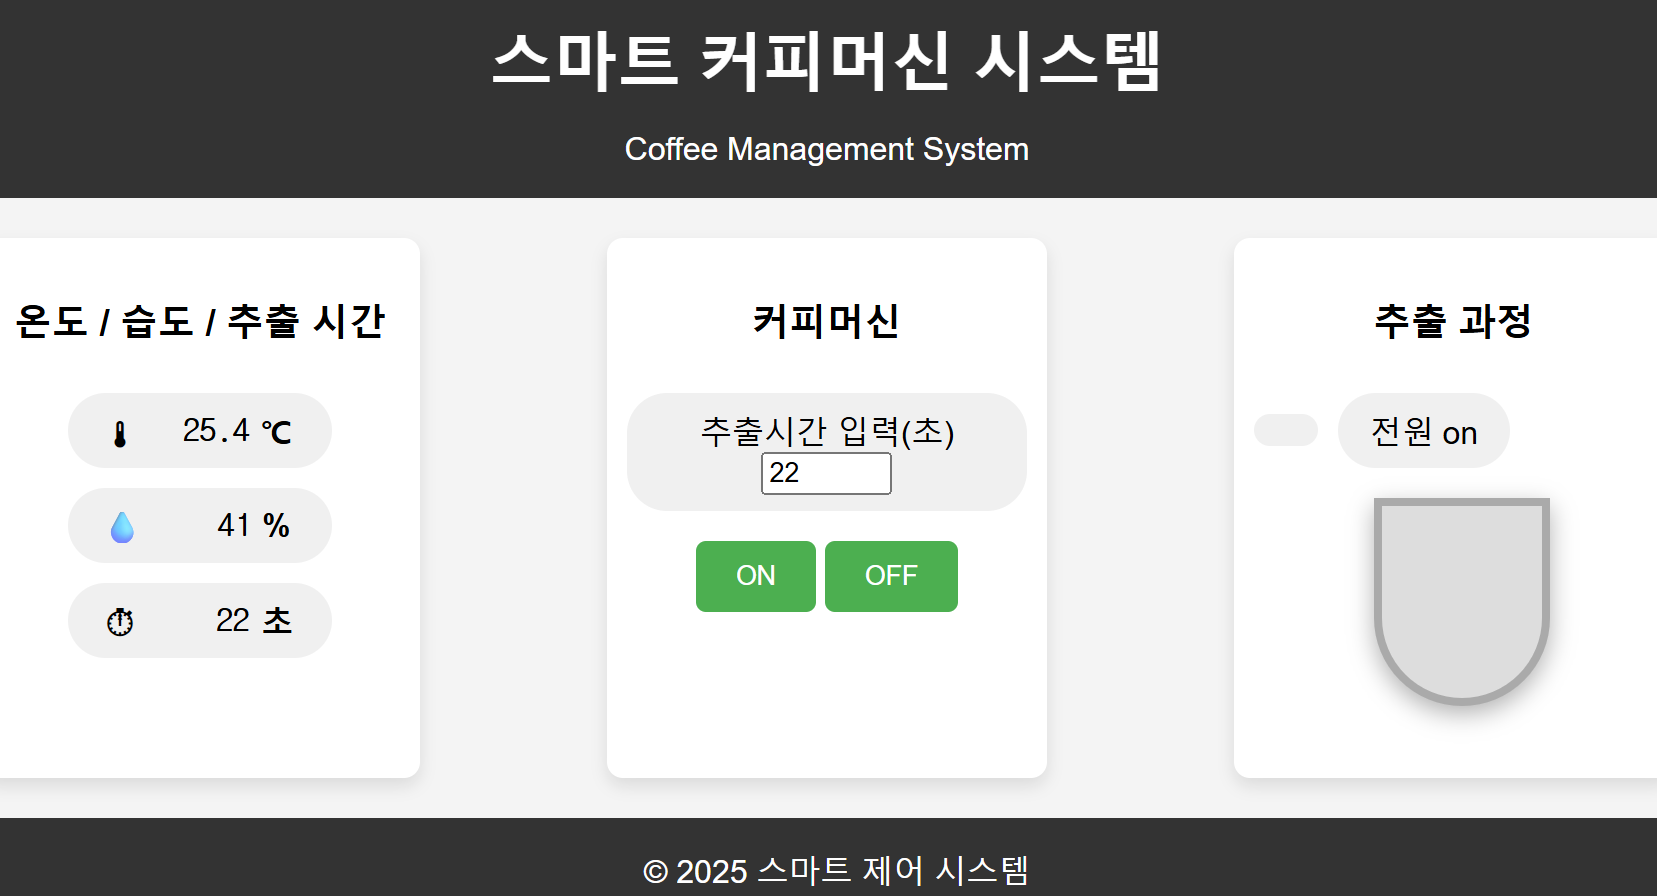 스마트 커피머신 시스템
Coffee Management System
온도 / 습도 / 추출 시간
25.4 ℃
41 %
22 초
커피머신
추출시간 입력(초)
22
ON OFF
추출 과정
전원 on
© 2025 스마트 제어 시스템